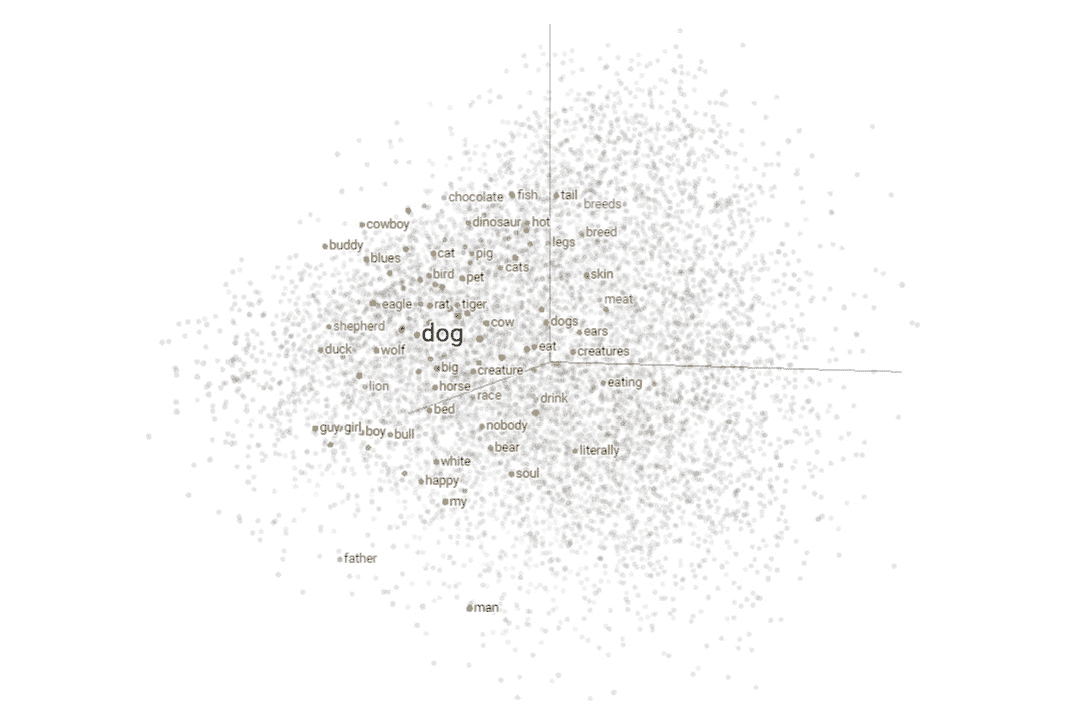 chocolate fish tail
breeds
cowboy dinosaur hot
breed
buddy legs
blues cat pig
cats
bird pet skin
meat
eagle rat tiger
shepherd dog cow dogs
ears
duck wolf eat creatures
big creature
lion horse eating
race drink
bed
guy girl boy bull nobody
bear literally
white
happy soul
my
father
man